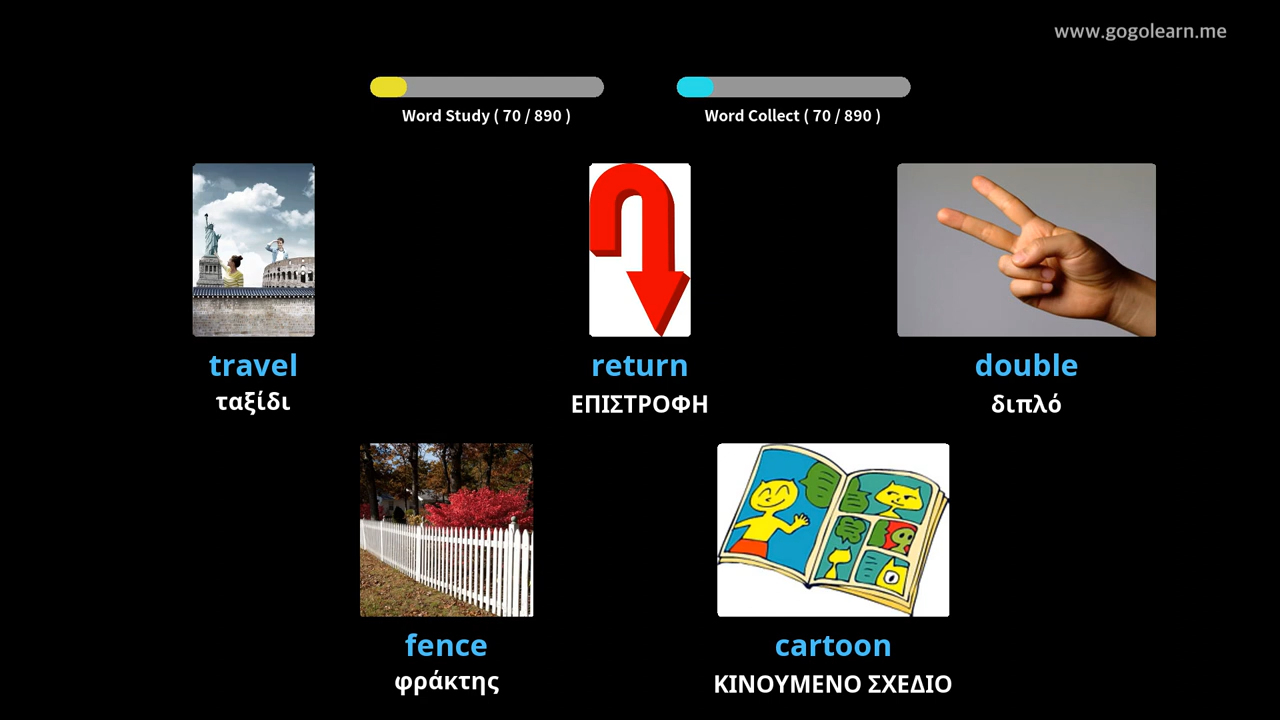 www.gogolearn.me
Word Study ( 70 / 890 )
Word Collect ( 70 / 890 )
travel
ταξίδι
return
ΕΠΙΣΤΡΟΦΗ
double
διπλό
fence
φράκτης
cartoon
ΚΙΝΟΥΜΕΝΟ ΣΧΕΔΙΟ